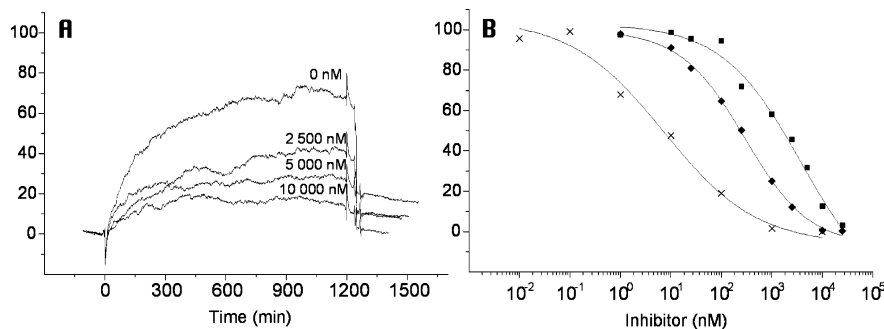 A
100
80
60
40
20
0
0 nM
2 500 nM
5 000 nM
10 000 nM
0 300 600 900 1200 1500
Time (min)
B
100
80
60
40
20
0
10⁻² 10⁻¹ 10⁰ 10¹ 10² 10³ 10⁴ 10⁵
Inhibitor (nM)